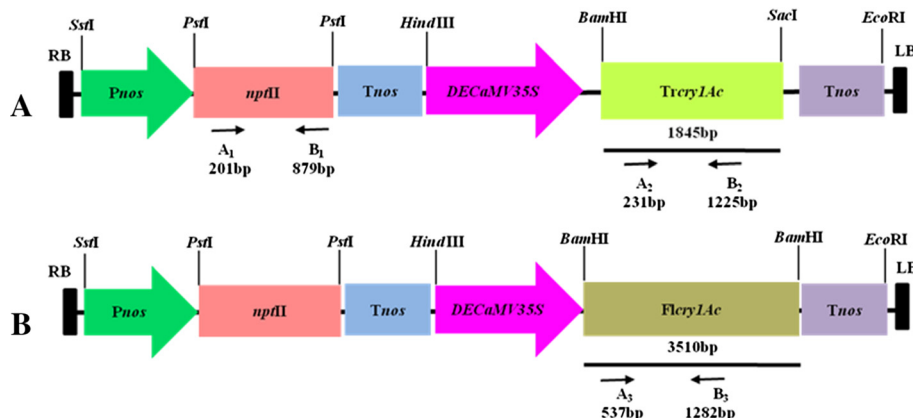 SstI PstI PstI HindIII BamHI SacI EcoRI
RB LB
A Pnos nptII Tnos DECaMV35S Trcry1Ac Tnos
1845bp
A1 B1 A2 B2
201bp 879bp 231bp 1225bp
SstI PstI PstI HindIII BamHI BamHI EcoRI
RB LB
B Pnos nptII Tnos DECaMV35S Flcry1Ac Tnos
3510bp
A3 B3
537bp 1282bp